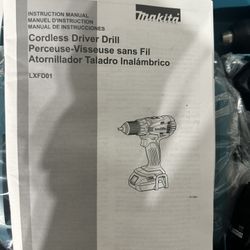 INSTRUCTION MANUAL
MANUEL D'INSTRUCTION
MANUAL DE INSTRUCCIONES
makita
Cordless Driver Drill
Perceuse-Visseuse sans Fil
Atornillador Taladro Inalámbrico
LXFD01